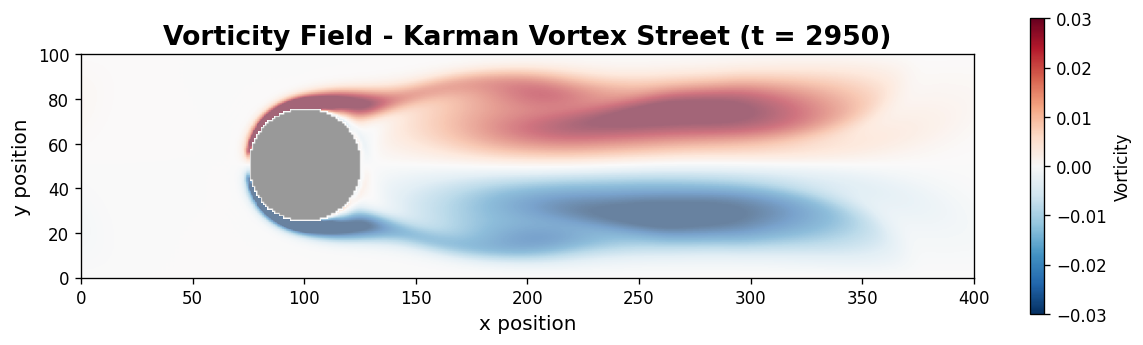 Vorticity Field - Karman Vortex Street (t = 2950)
100
80
60
40
20
0
y position
0 50 100 150 200 250 300 350 400
x position
0.03
0.02
0.01
0.00
−0.01
−0.02
−0.03
Vorticity